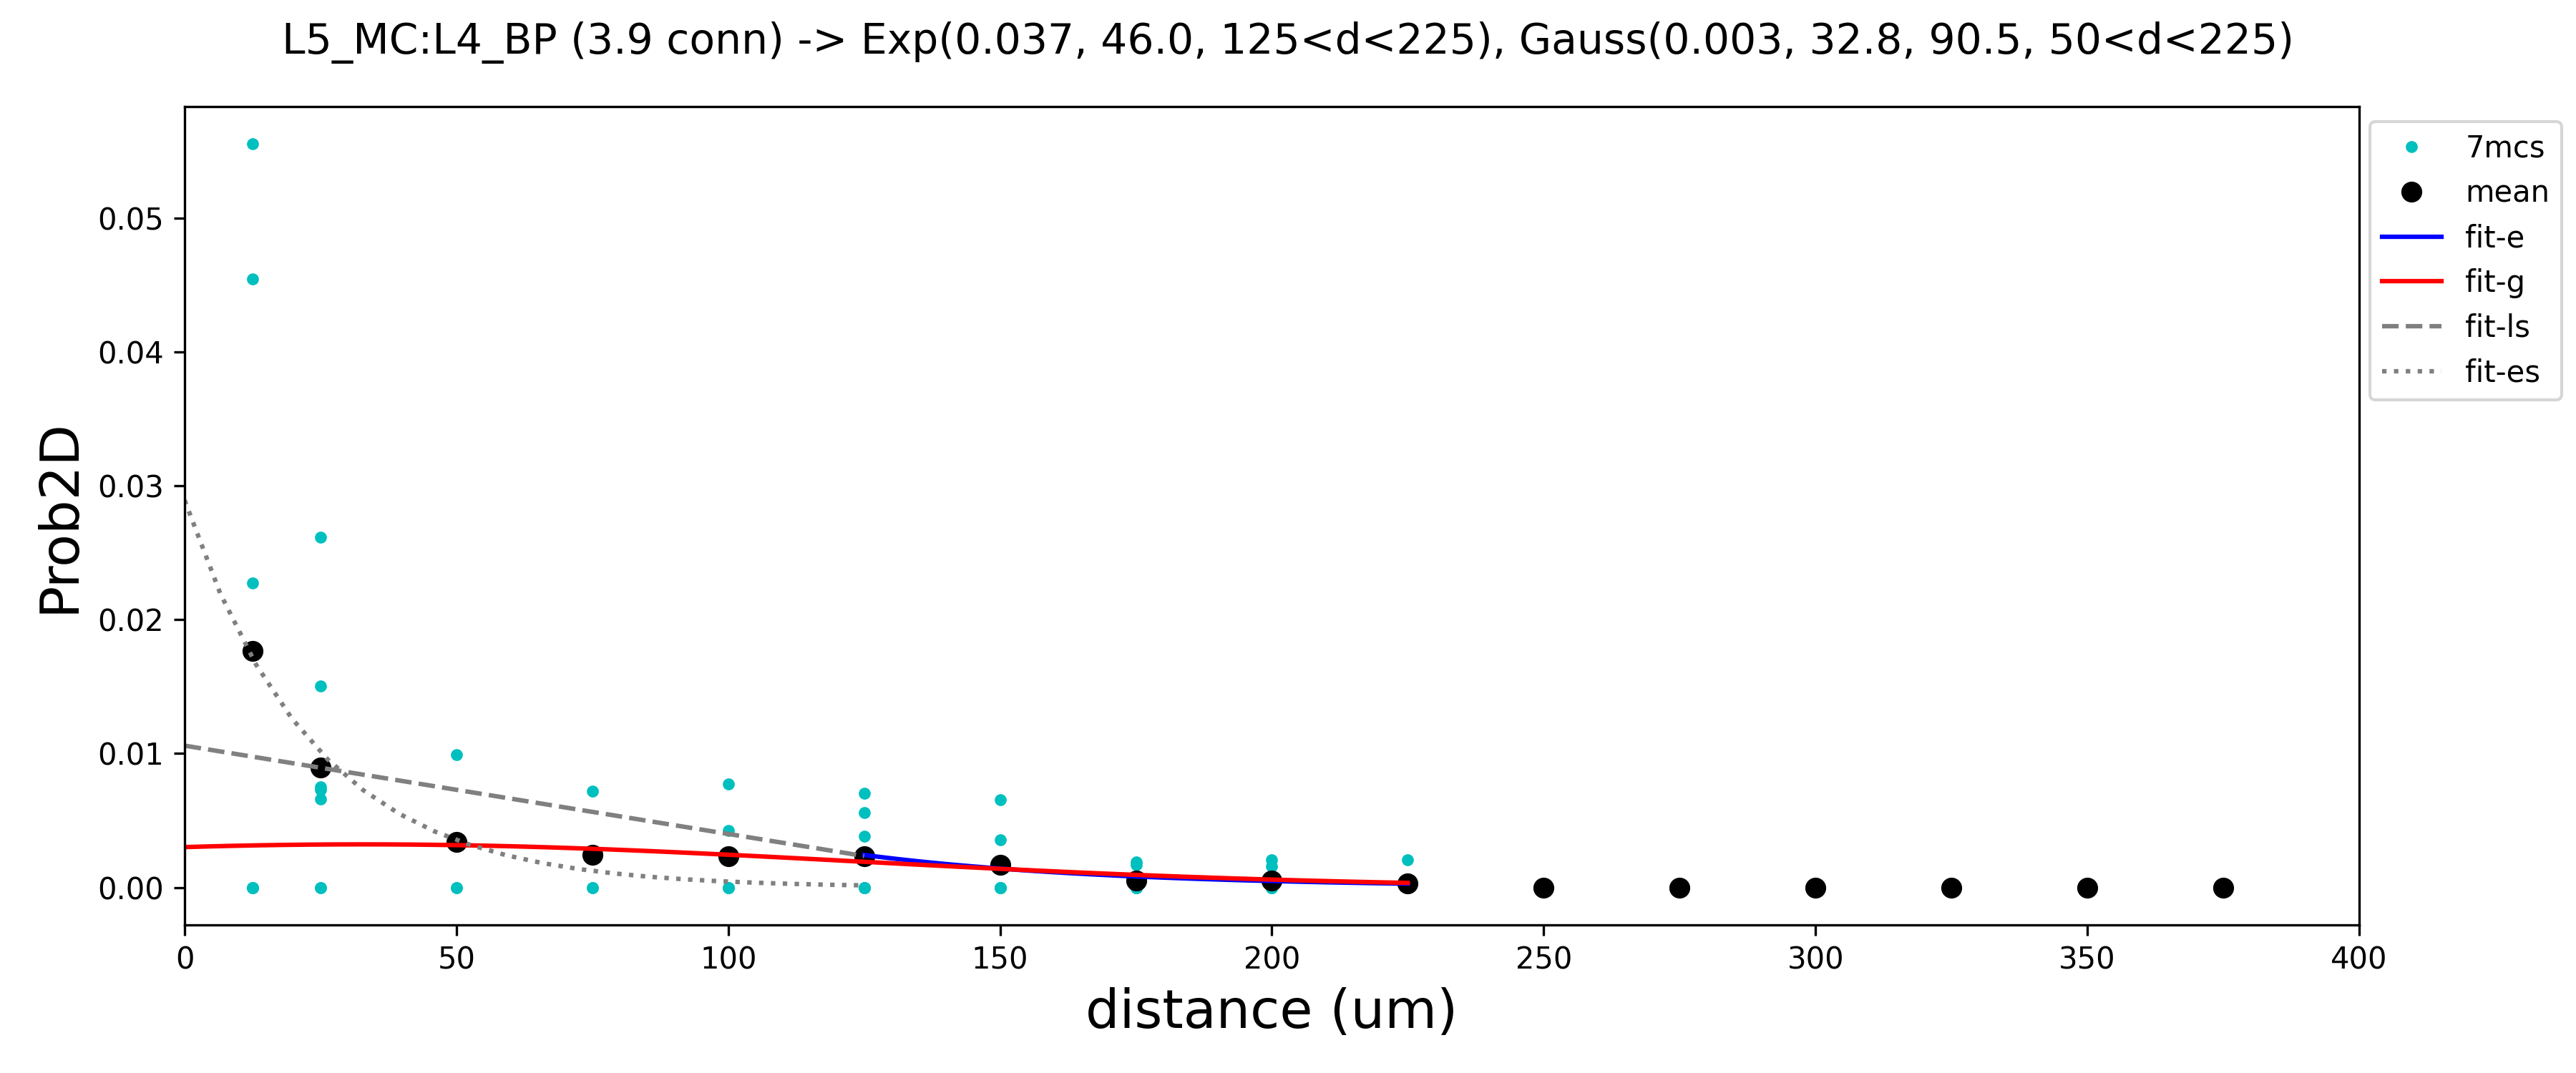 L5_MC:L4_BP (3.9 conn) -> Exp(0.037, 46.0, 125<d<225), Gauss(0.003, 32.8, 90.5, 50<d<225)
7mcs
mean
fit-e
fit-g
fit-ls
fit-es
Prob2D
0.05
0.04
0.03
0.02
0.01
0.00
0 50 100 150 200 250 300 350 400
distance (um)